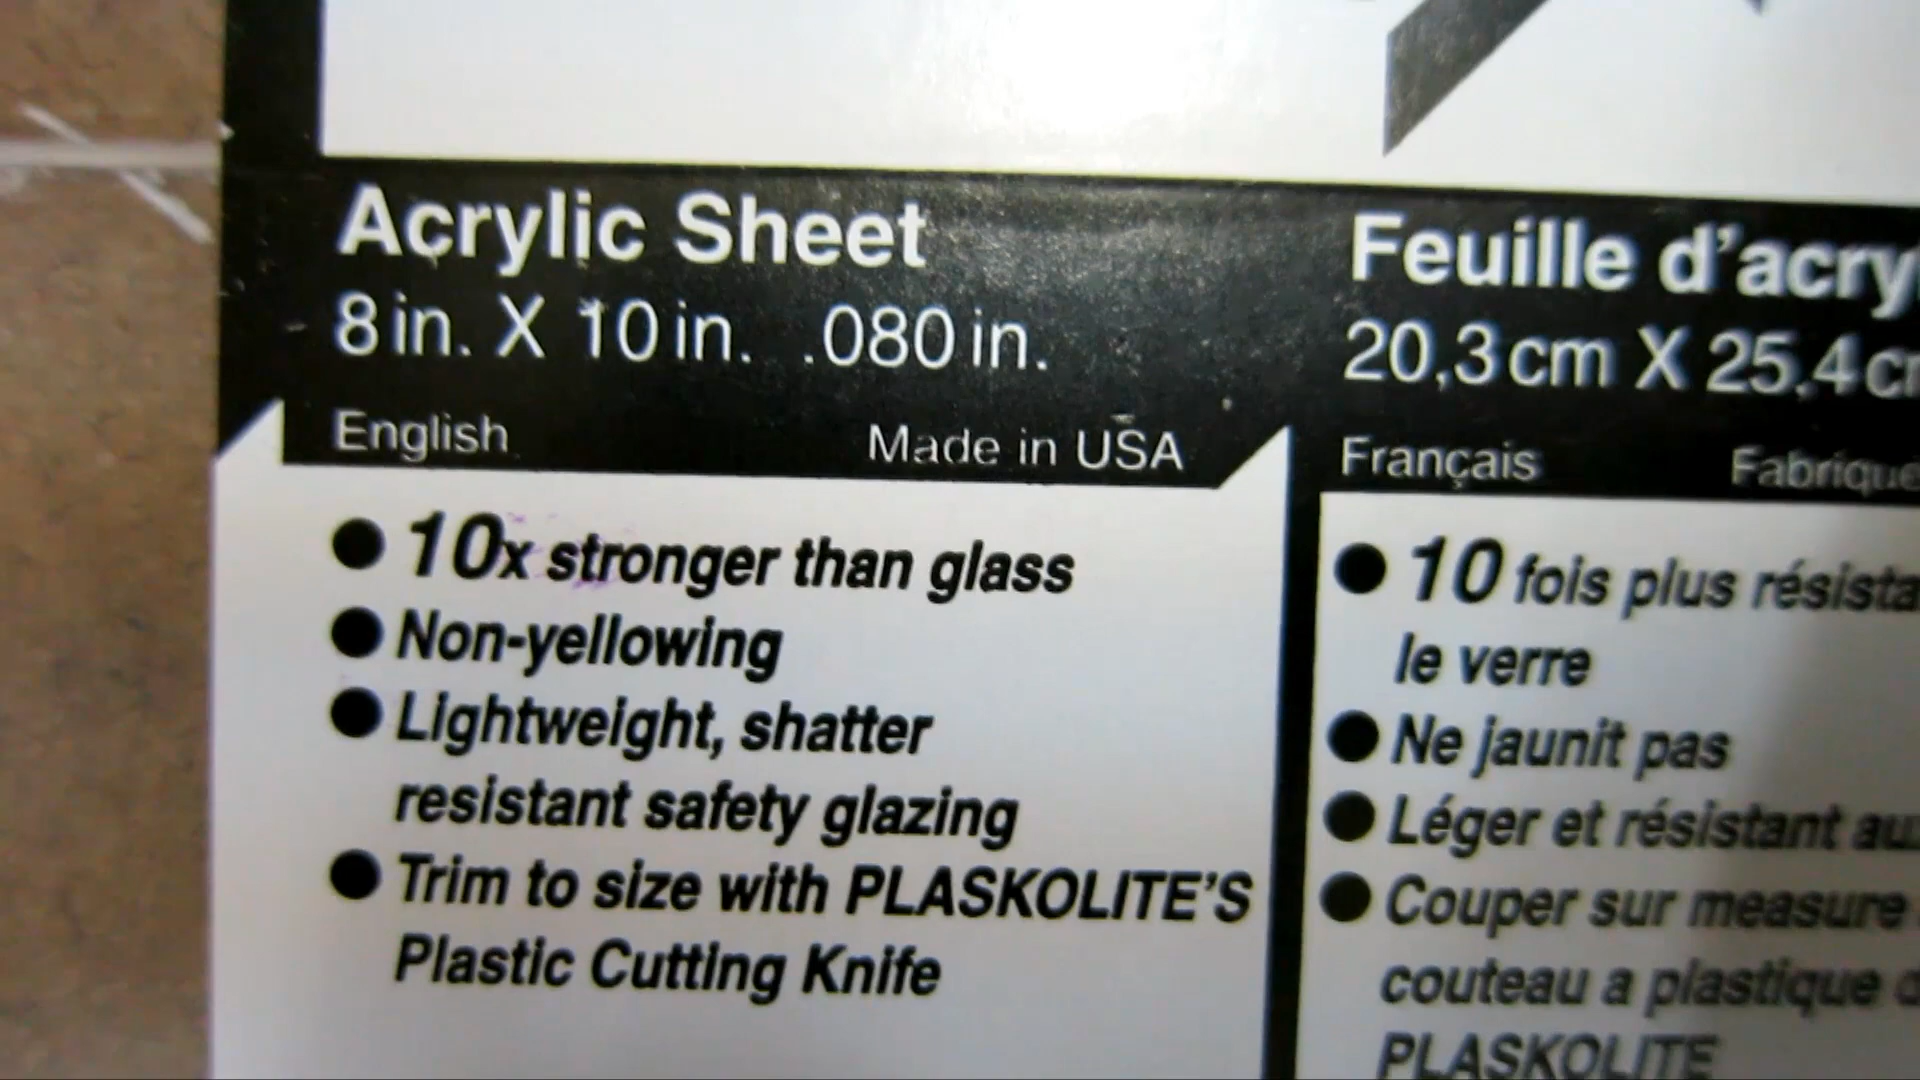 Acrylic Sheet
8 in. X 10 in. .080 in.
English Made in USA
● 10x stronger than glass
● Non-yellowing
● Lightweight, shatter
resistant safety glazing
● Trim to size with PLASKOLITE'S
Plastic Cutting Knife
Feuille d'acry
20,3 cm X 25,4 c
Français Fabriqué
● 10 fois plus résista
le verre
● Ne jaunit pas
● Léger et résistant au
● Couper sur measure
couteau a plastique
PLASKOLITE